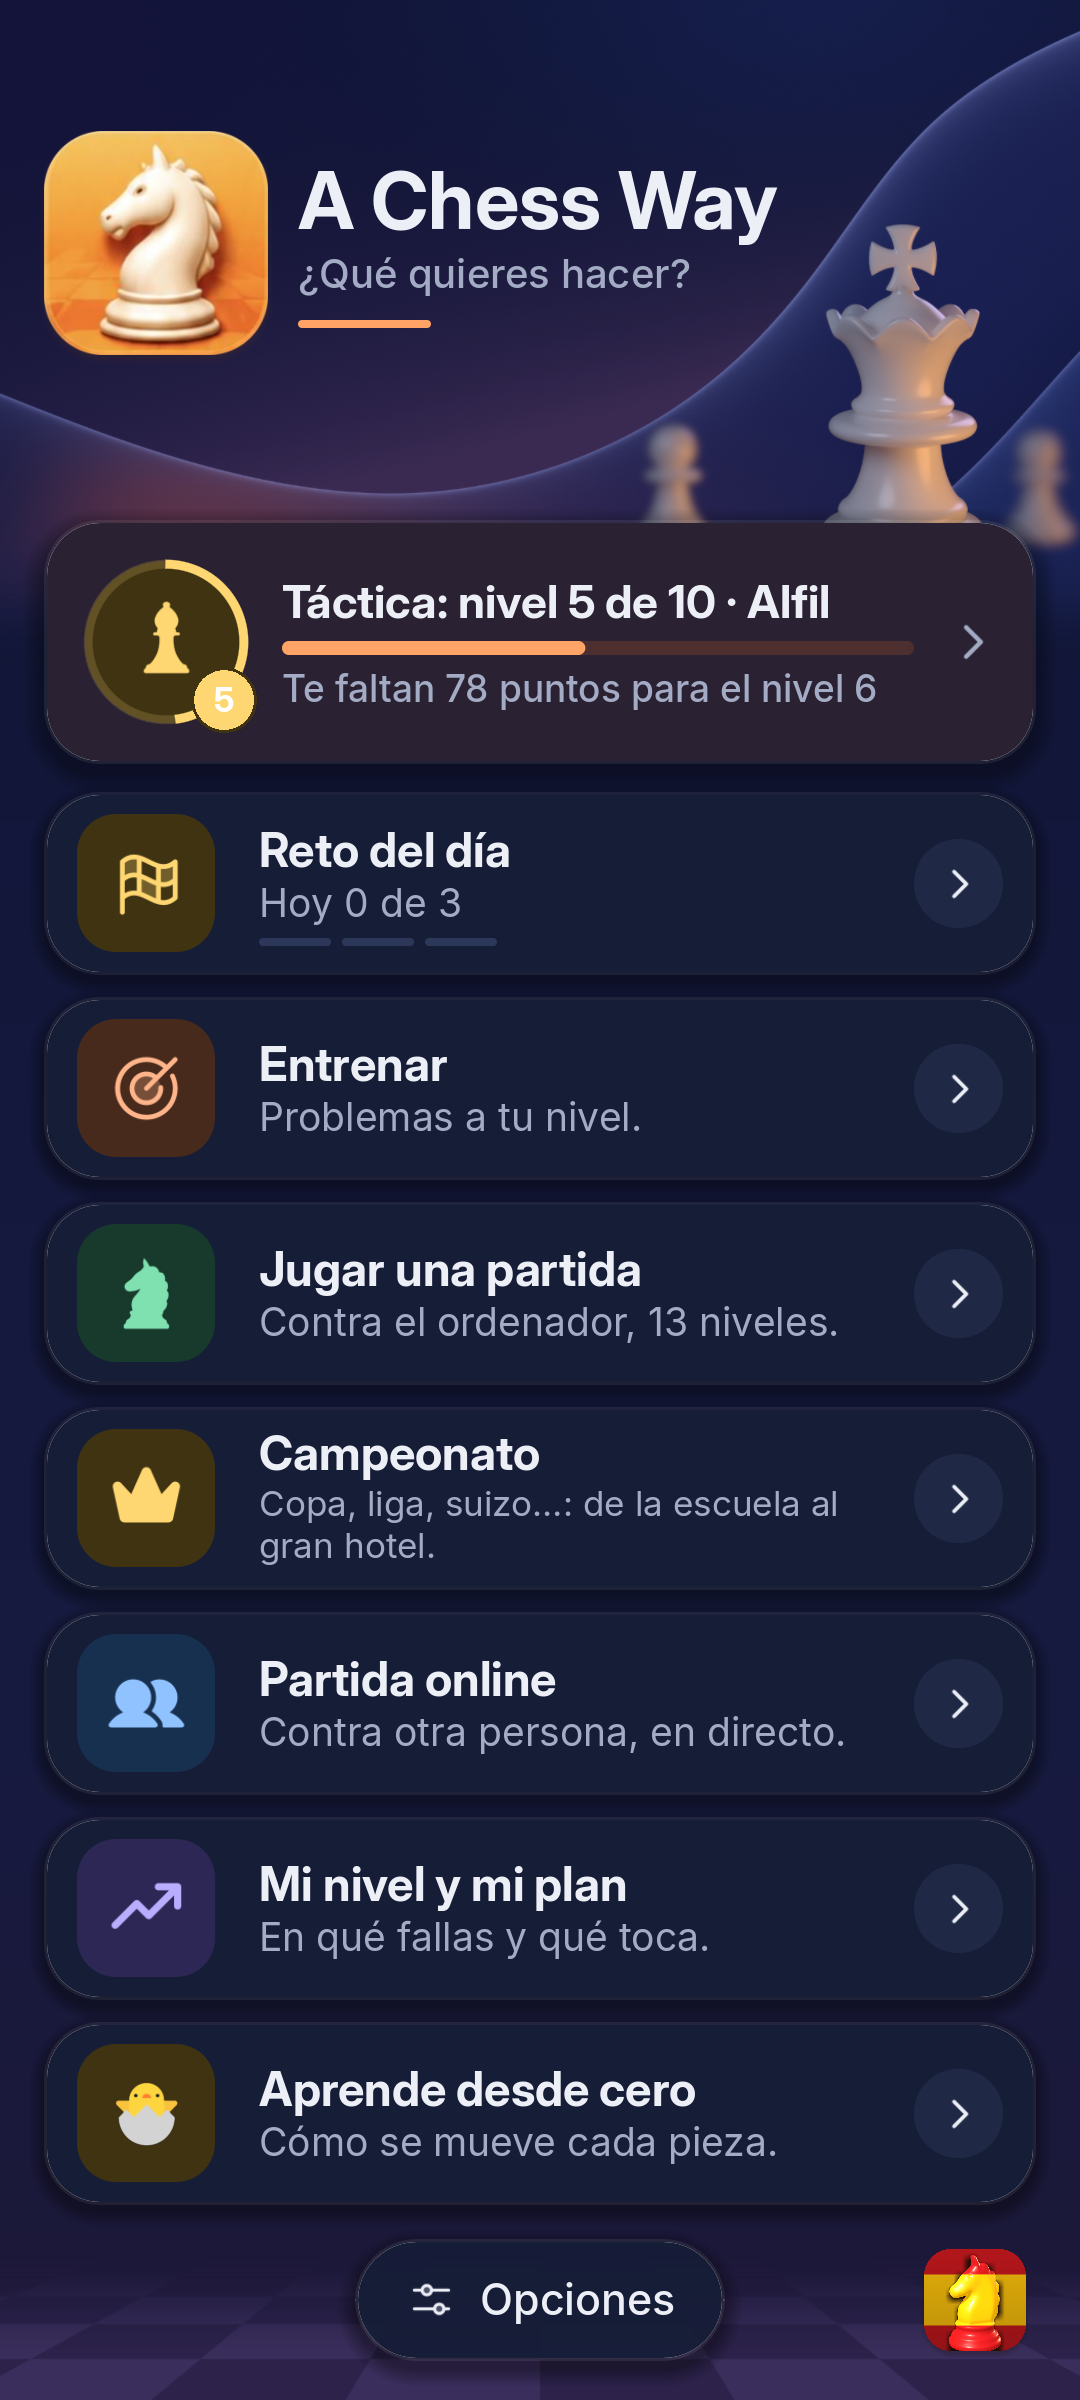 A Chess Way
¿Qué quieres hacer?
Táctica: nivel 5 de 10 · Alfil
5
Te faltan 78 puntos para el nivel 6
Reto del día
Hoy 0 de 3
Entrenar
Problemas a tu nivel.
Jugar una partida
Contra el ordenador, 13 niveles.
Campeonato
Copa, liga, suizo...: de la escuela al
gran hotel.
Partida online
Contra otra persona, en directo.
Mi nivel y mi plan
En qué fallas y qué toca.
Aprende desde cero
Cómo se mueve cada pieza.
Opciones